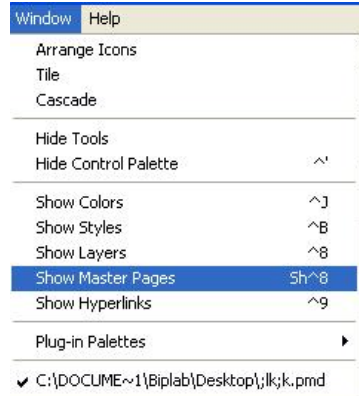 Window Help
Arrange Icons
Tile
Cascade
Hide Tools
Hide Control Palette ^'
Show Colors ^J
Show Styles ^B
Show Layers ^8
Show Master Pages Sh^8
Show Hyperlinks ^9
Plug-in Palettes
C:\DOCUME~1\Biplab\Desktop\;lk;k.pmd